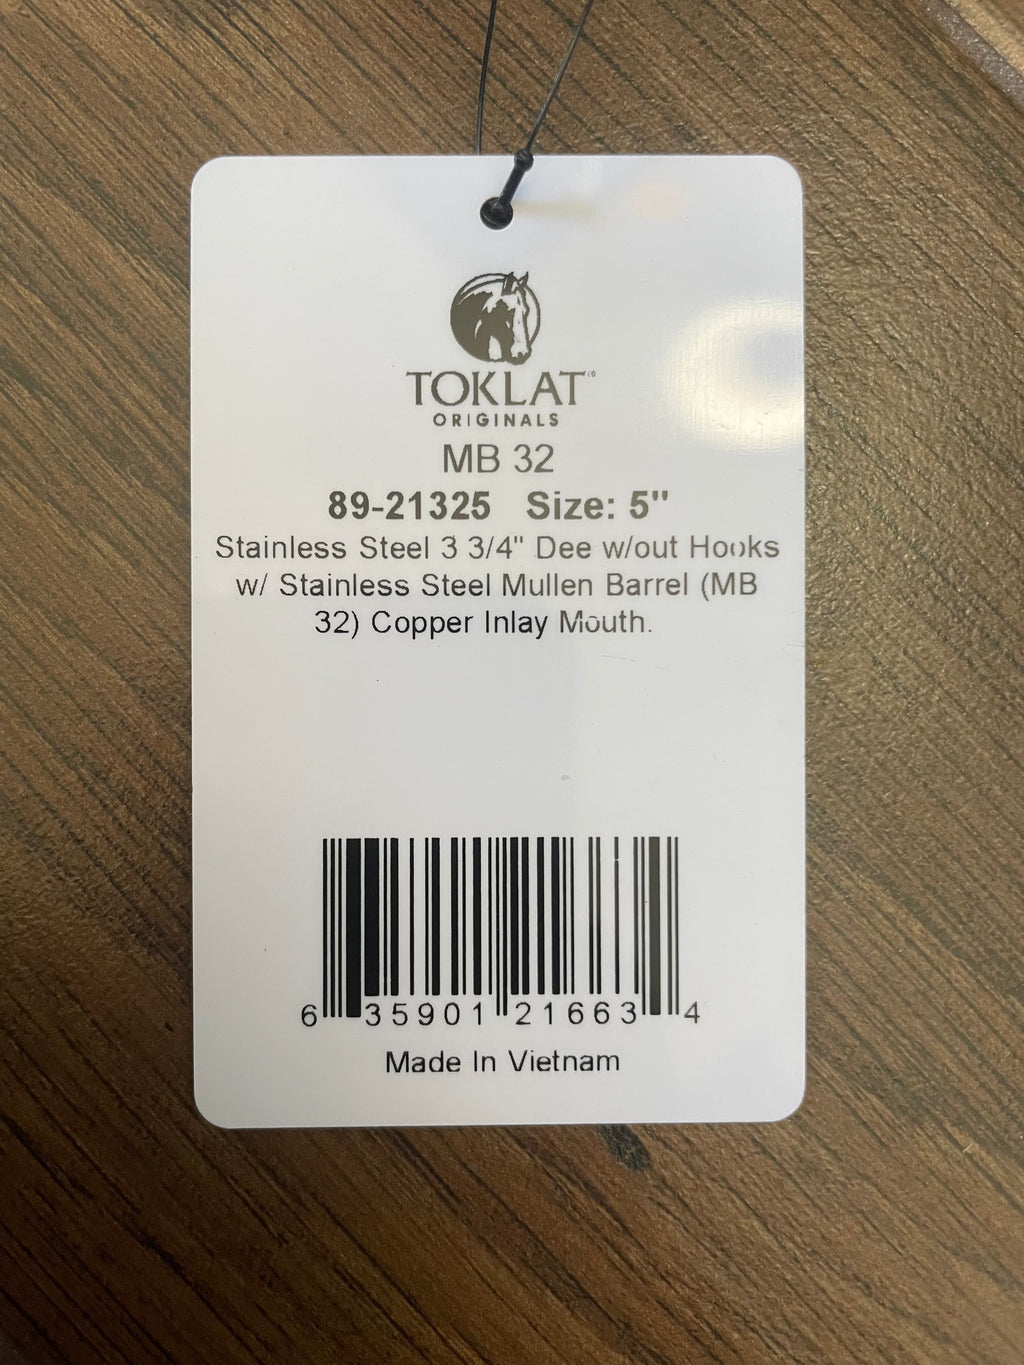 TOKLAT
ORIGINALS
MB 32
89-21325 Size: 5"
Stainless Steel 3 3/4" Dee w/out Hooks
w/ Stainless Steel Mullen Barrel (MB
32) Copper Inlay Mouth.
6 35901 21663 4
Made In Vietnam